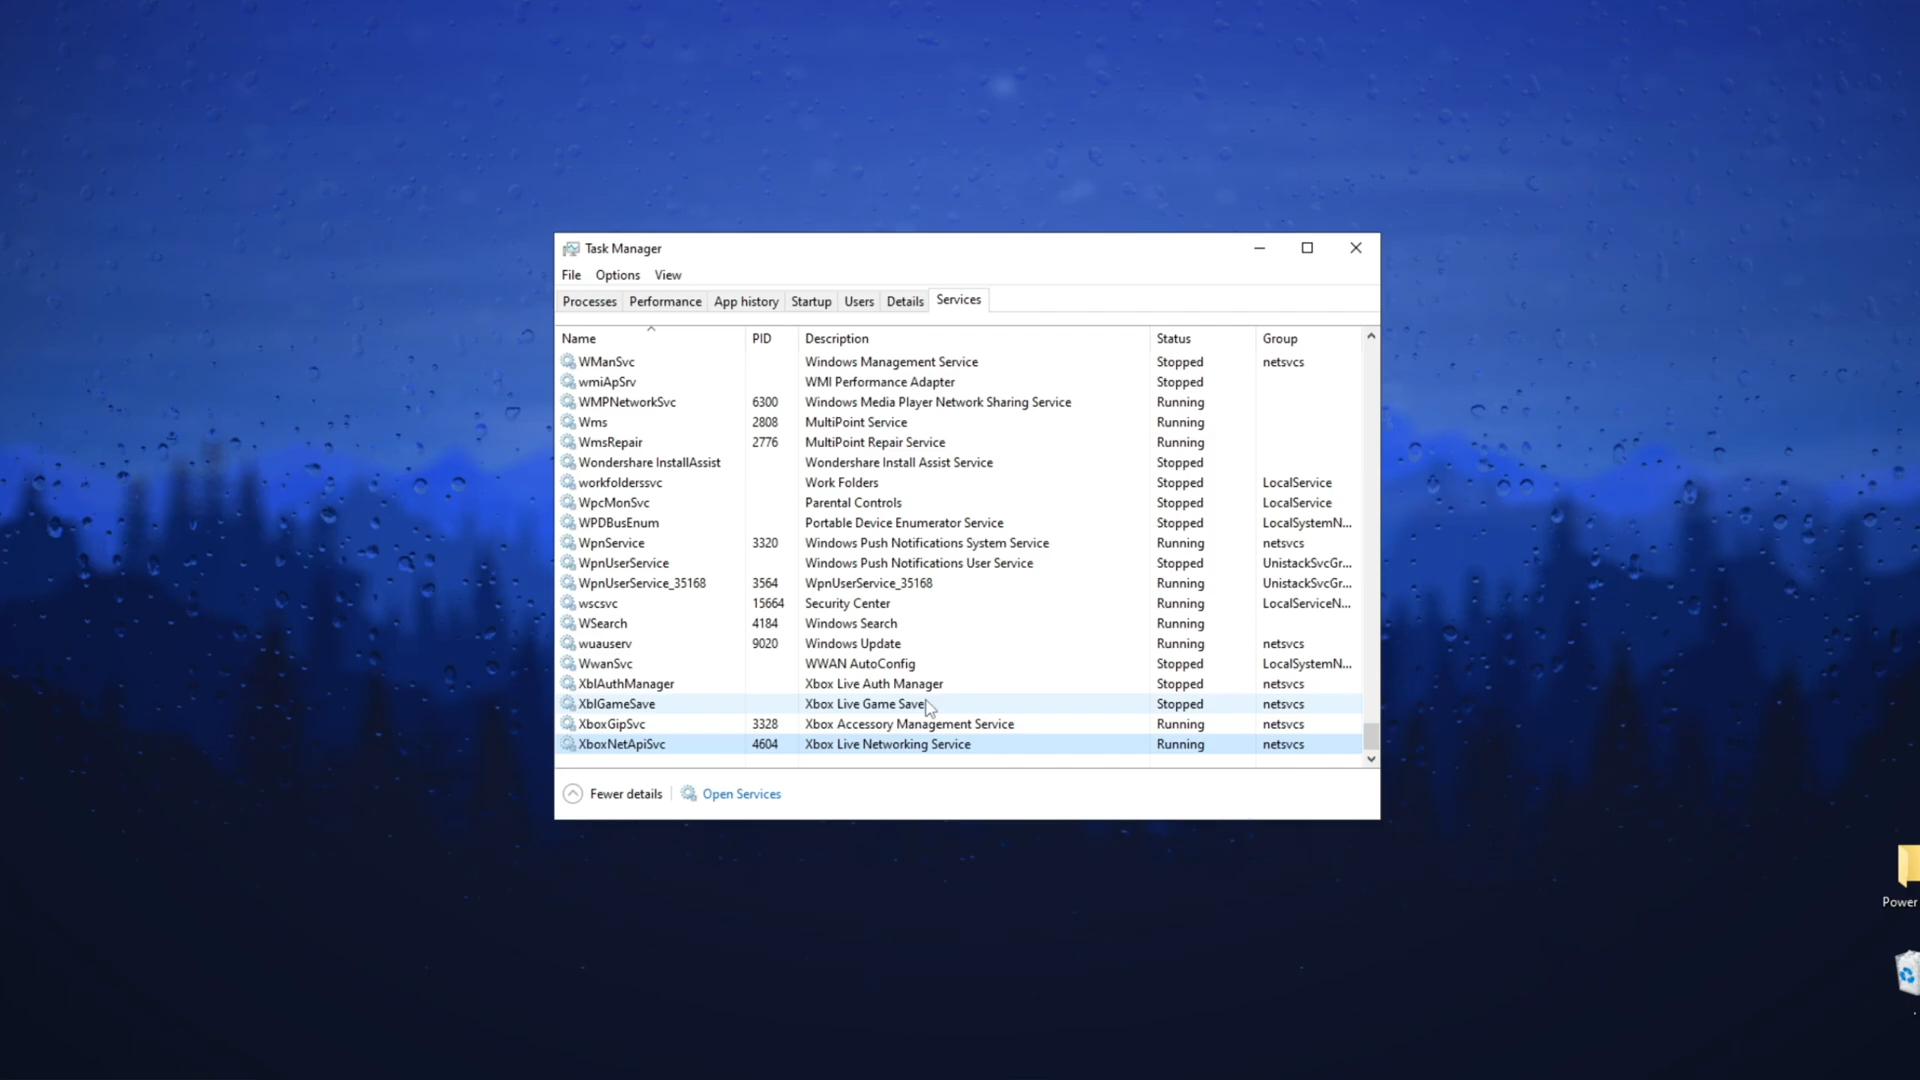 Task Manager
File Options View
Processes Performance App history Startup Users Details Services
Name PID Description Status Group
WManSvc Windows Management Service Stopped netsvcs
wmiApSrv WMI Performance Adapter Stopped
WMPNetworkSvc 6300 Windows Media Player Network Sharing Service Running
Wms 2808 MultiPoint Service Running
WmsRepair 2776 MultiPoint Repair Service Running
Wondershare InstallAssist Wondershare Install Assist Service Stopped
workfolderssvc Work Folders Stopped LocalService
WpcMonSvc Parental Controls Stopped LocalService
WPDBusEnum Portable Device Enumerator Service Stopped LocalSystemN...
WpnService 3320 Windows Push Notifications System Service Running netsvcs
WpnUserService Windows Push Notifications User Service Stopped UnistackSvcGr...
WpnUserService_35168 3564 WpnUserService_35168 Running UnistackSvcGr...
wscsvc 15664 Security Center Running LocalServiceN...
WSearch 4184 Windows Search Running
wuauserv 9020 Windows Update Running netsvcs
WwanSvc WWAN AutoConfig Stopped LocalSystemN...
XblAuthManager Xbox Live Auth Manager Stopped netsvcs
XblGameSave Xbox Live Game Save Stopped netsvcs
XboxGipSvc 3328 Xbox Accessory Management Service Running netsvcs
XboxNetApiSvc 4604 Xbox Live Networking Service Running netsvcs
Fewer details Open Services
Power